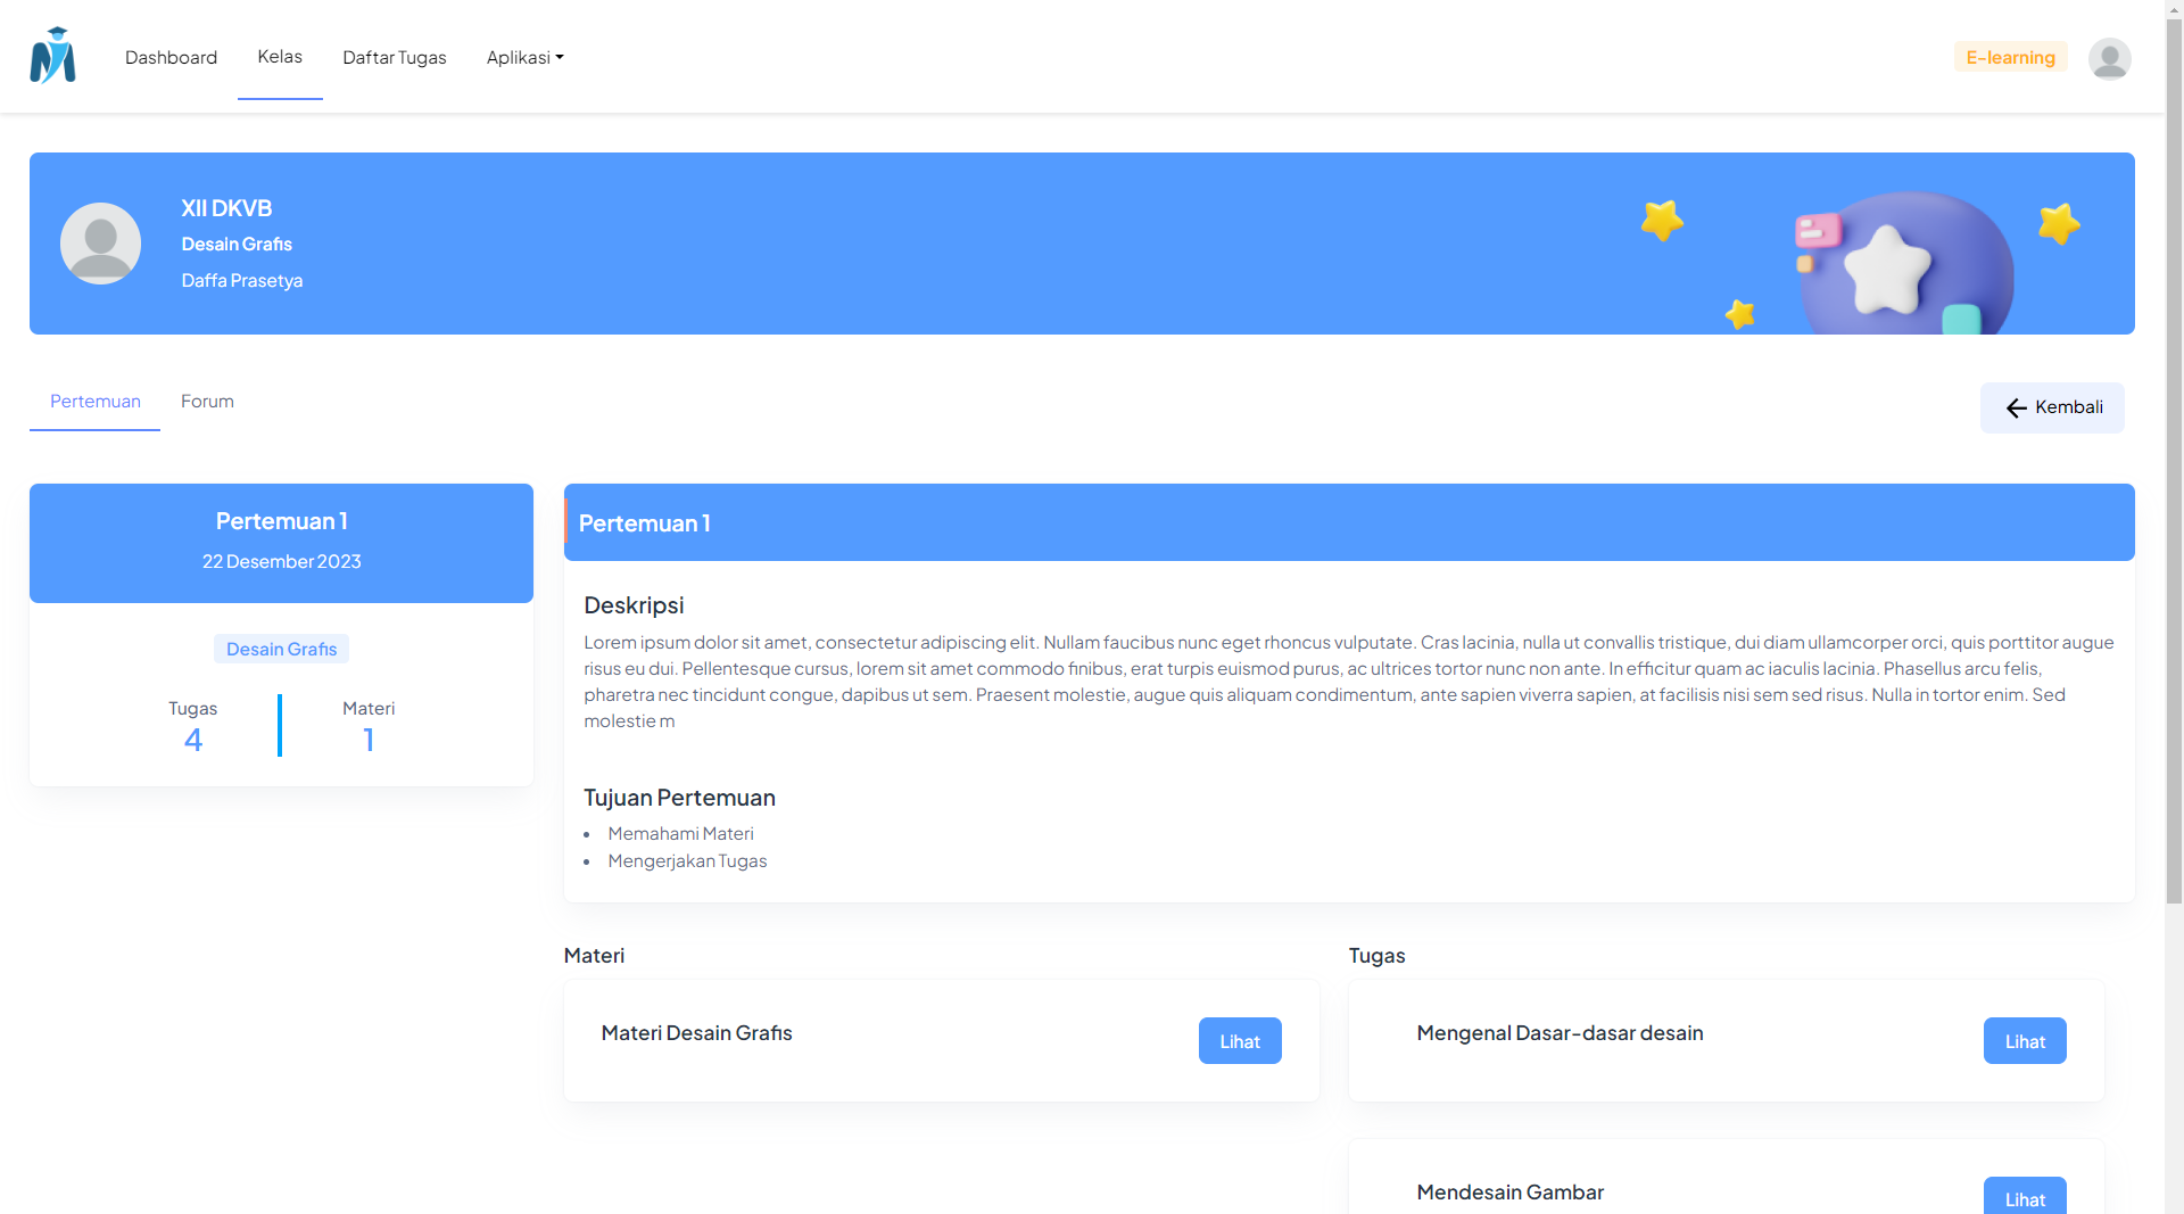 Dashboard
Kelas
Daftar Tugas
Aplikasi
E-learning
XII DKVB
Desain Grafis
Daffa Prasetya
Pertemuan
Forum
Kembali
Pertemuan 1
22 Desember 2023
Desain Grafis
Tugas
4
Materi
1
Pertemuan 1
Deskripsi
Lorem ipsum dolor sit amet, consectetur adipiscing elit. Nullam faucibus nunc eget rhoncus vulputate. Cras lacinia, nulla ut convallis tristique, dui diam ullamcorper orci, quis porttitor augue
risus eu dui. Pellentesque cursus, lorem sit amet commodo finibus, erat turpis euismod purus, ac ultrices tortor nunc non ante. In efficitur quam ac iaculis lacinia. Phasellus arcu felis,
pharetra nec tincidunt congue, dapibus ut sem. Praesent molestie, augue quis aliquam condimentum, ante sapien viverra sapien, at facilisis nisi sem sed risus. Nulla in tortor enim. Sed
molestie m
Tujuan Pertemuan
• Memahami Materi
• Mengerjakan Tugas
Materi
Materi Desain Grafis
Lihat
Tugas
Mengenal Dasar-dasar desain
Lihat
Mendesain Gambar
Lihat